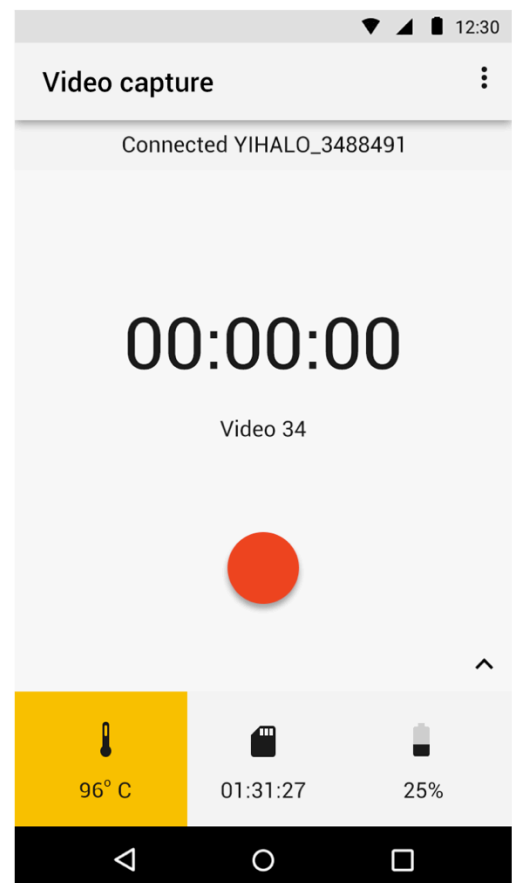 12:30
Video capture
Connected YIHALO_3488491
00:00:00
Video 34
96° C 01:31:27 25%